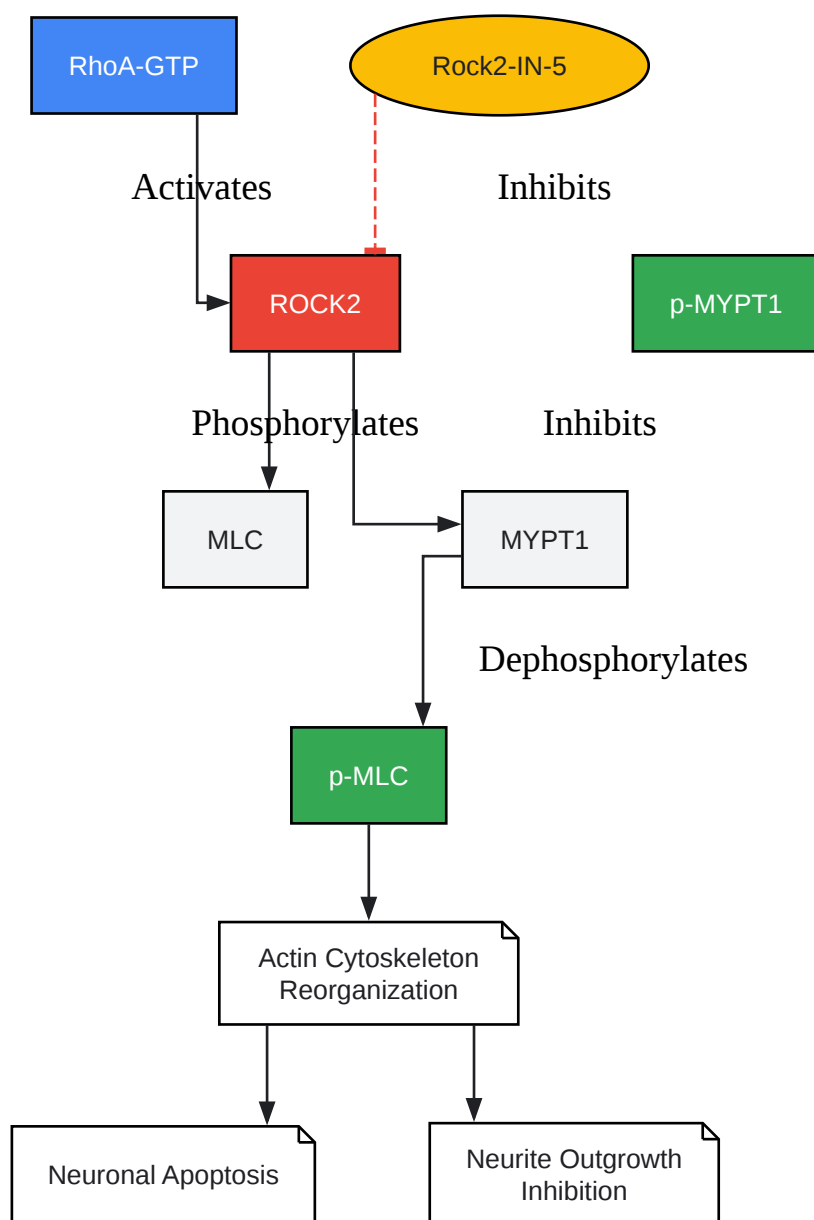 RhoA-GTP
Rock2-IN-5
Activates
Inhibits
ROCK2
p-MYPT1
Phosphorylates
Inhibits
MLC
MYPT1
Dephosphorylates
p-MLC
Actin Cytoskeleton
Reorganization
Neuronal Apoptosis
Neurite Outgrowth
Inhibition